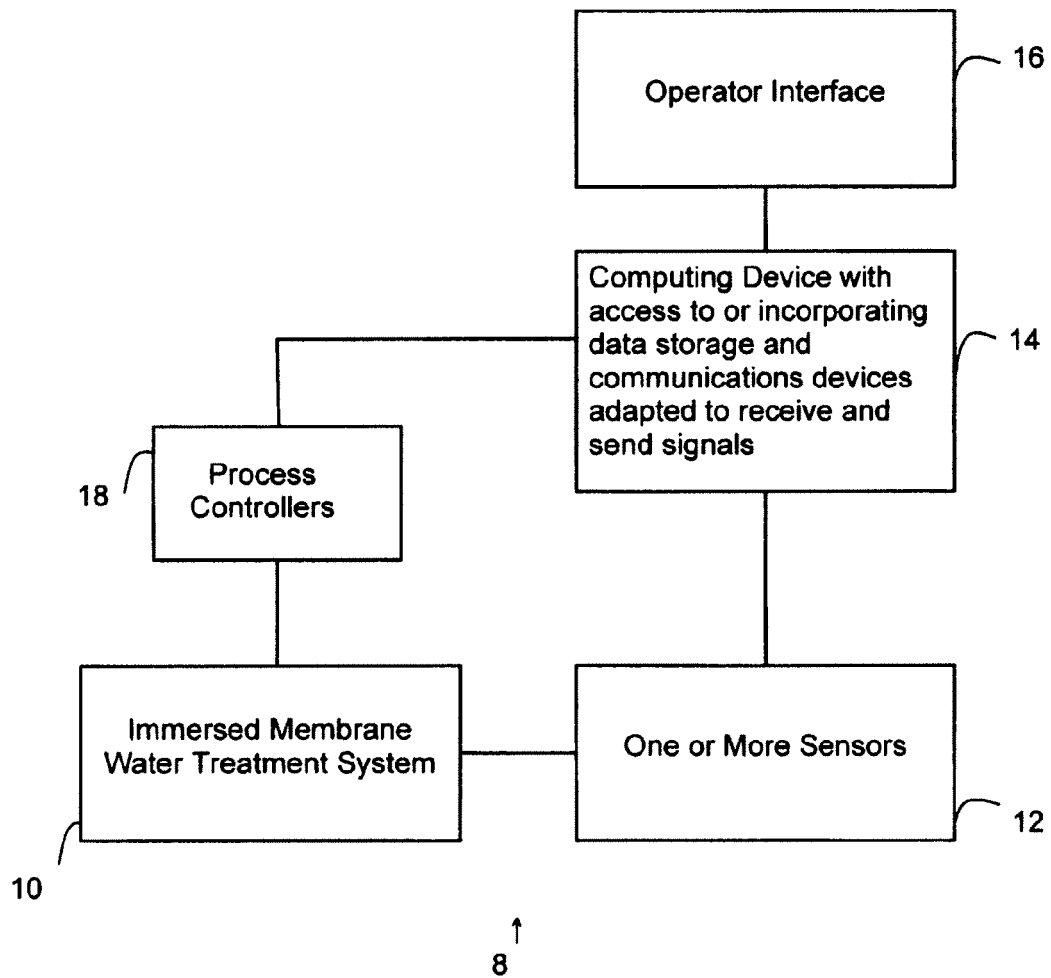 Operator Interface
16
Computing Device with
access to or incorporating
data storage and
communications devices
adapted to receive and
send signals
14
Process
Controllers
18
Immersed Membrane
Water Treatment System
10
One or More Sensors
12
8